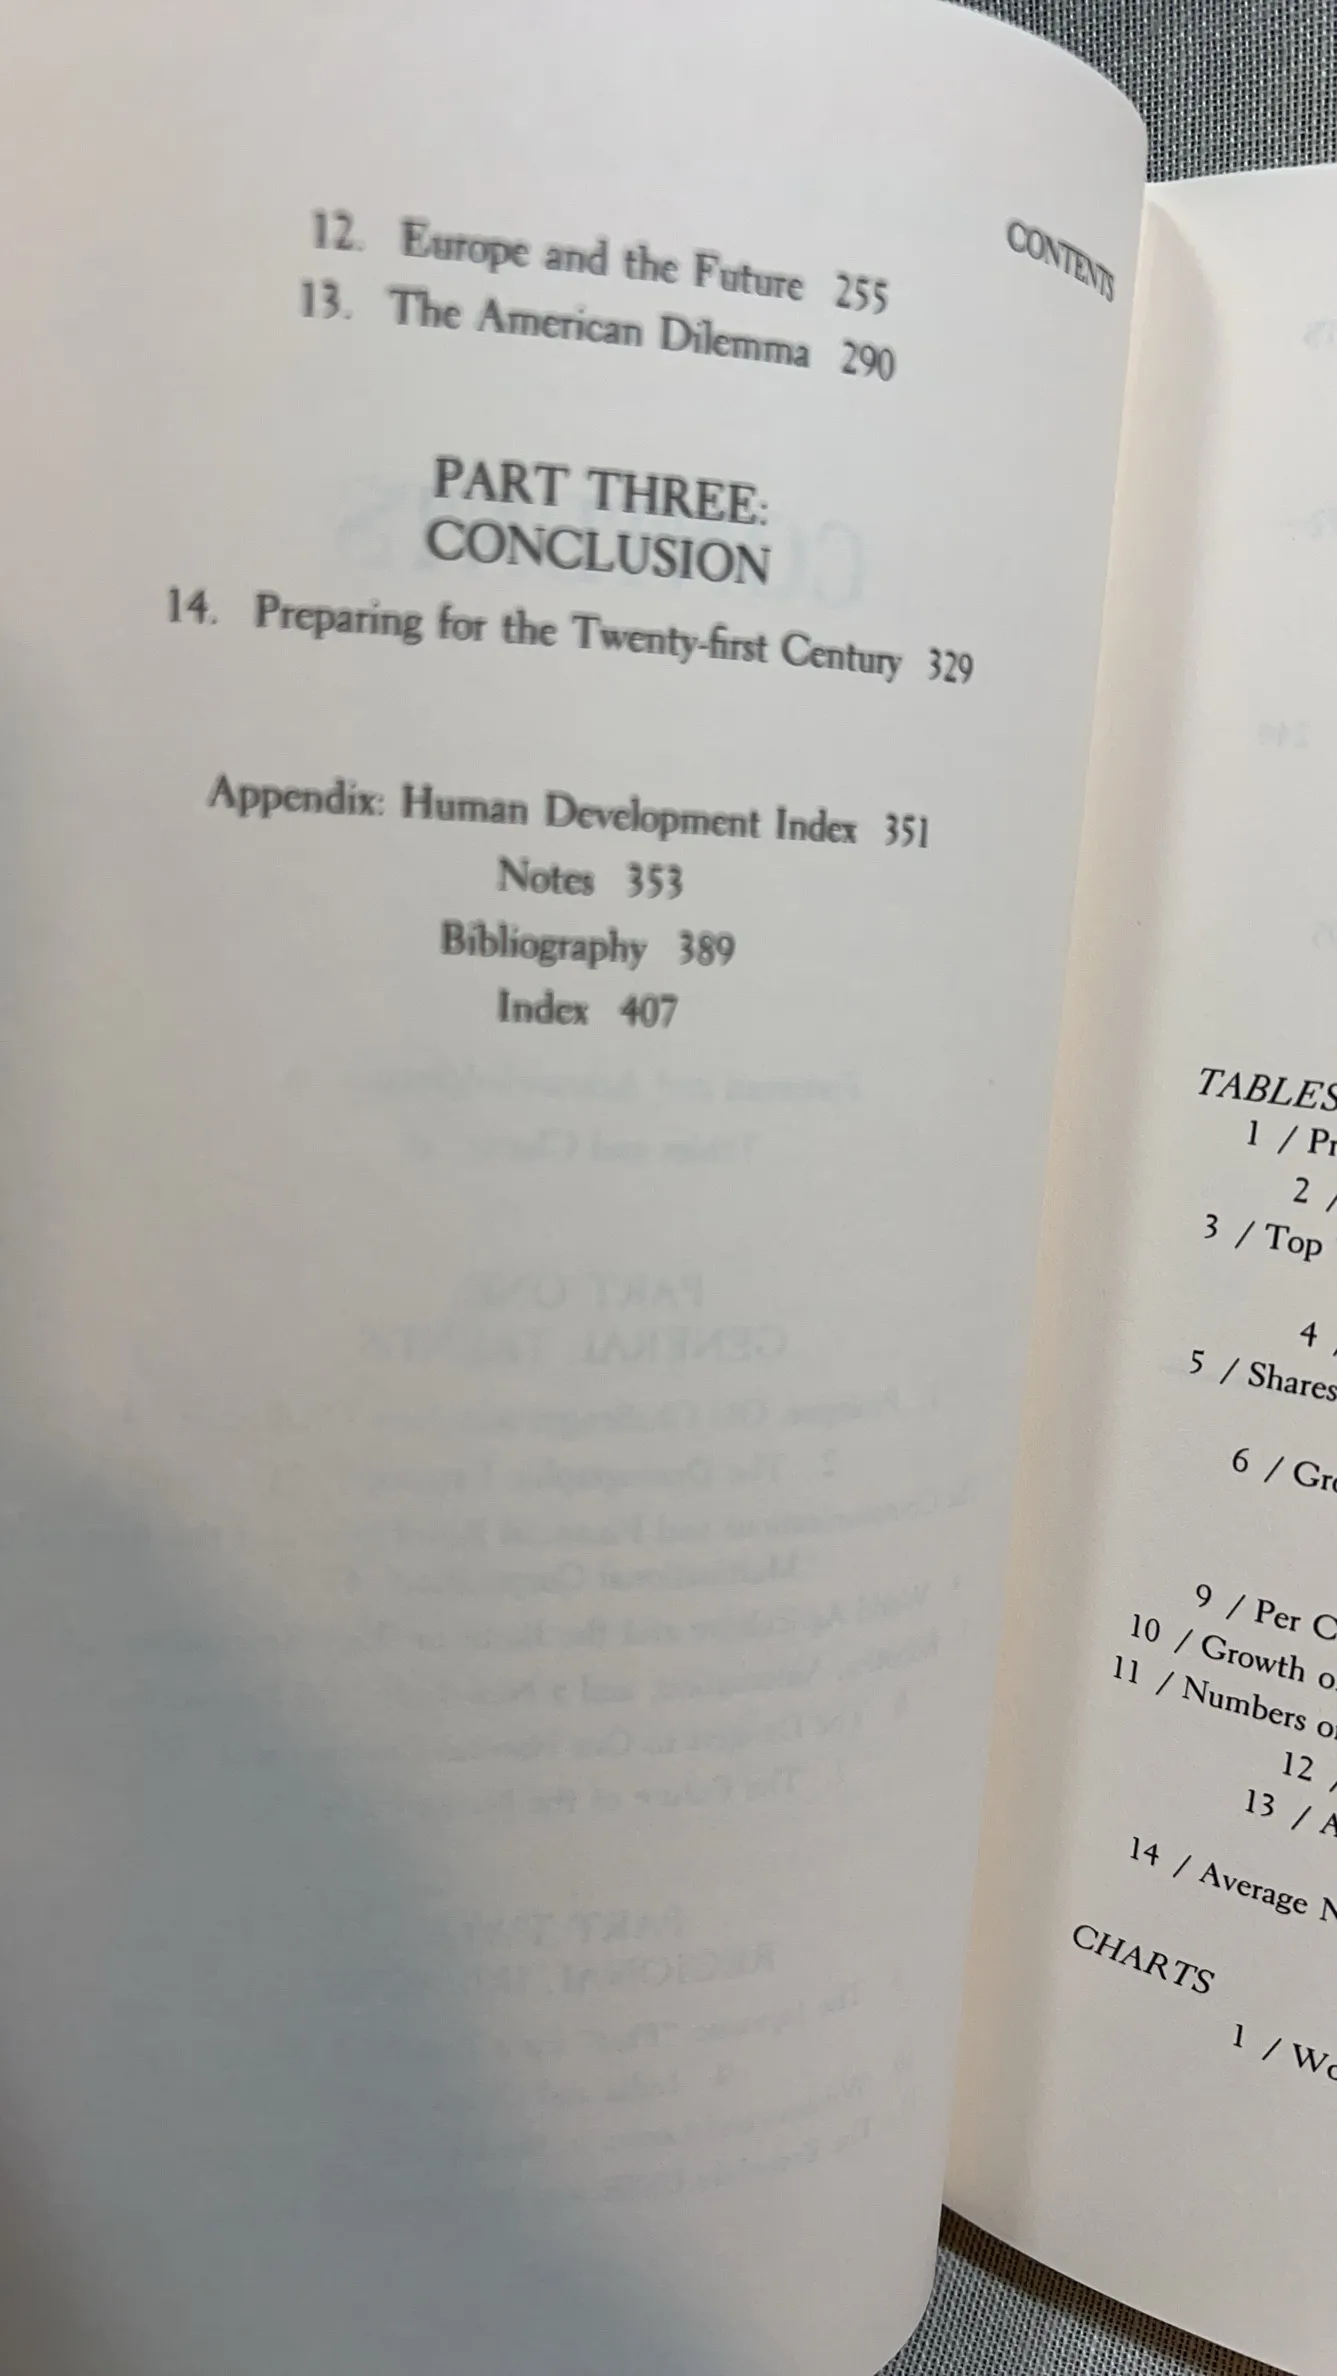 CONTENTS
12. Europe and the Future 255
13. The American Dilemma 290
PART THREE:
CONCLUSION
14. Preparing for the Twenty-first Century 329
Appendix: Human Development Index 351
Notes 353
Bibliography 389
Index 407
TABLES
1 / Pr
2 /
3 / Top
4 /
5 / Shares
6 / Gro
9 / Per C
10 / Growth o
11 / Numbers o
12 /
13 / A
14 / Average N
CHARTS
1 / Wo